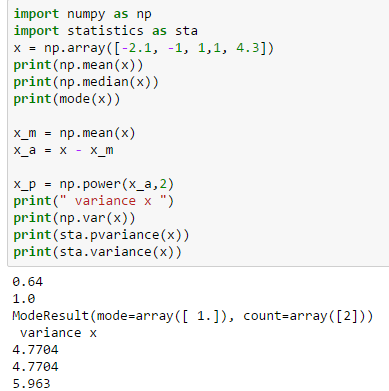 import numpy as np
import statistics as sta
x = np.array([-2.1, -1, 1,1, 4.3])
print(np.mean(x))
print(np.median(x))
print(mode(x))
x_m = np.mean(x)
x_a = x - x_m
x_p = np.power(x_a,2)
print(" variance x ")
print(np.var(x))
print(sta.pvariance(x))
print(sta.variance(x))
0.64
1.0
ModeResult(mode=array([ 1.]), count=array([2]))
variance x
4.7704
4.7704
5.963